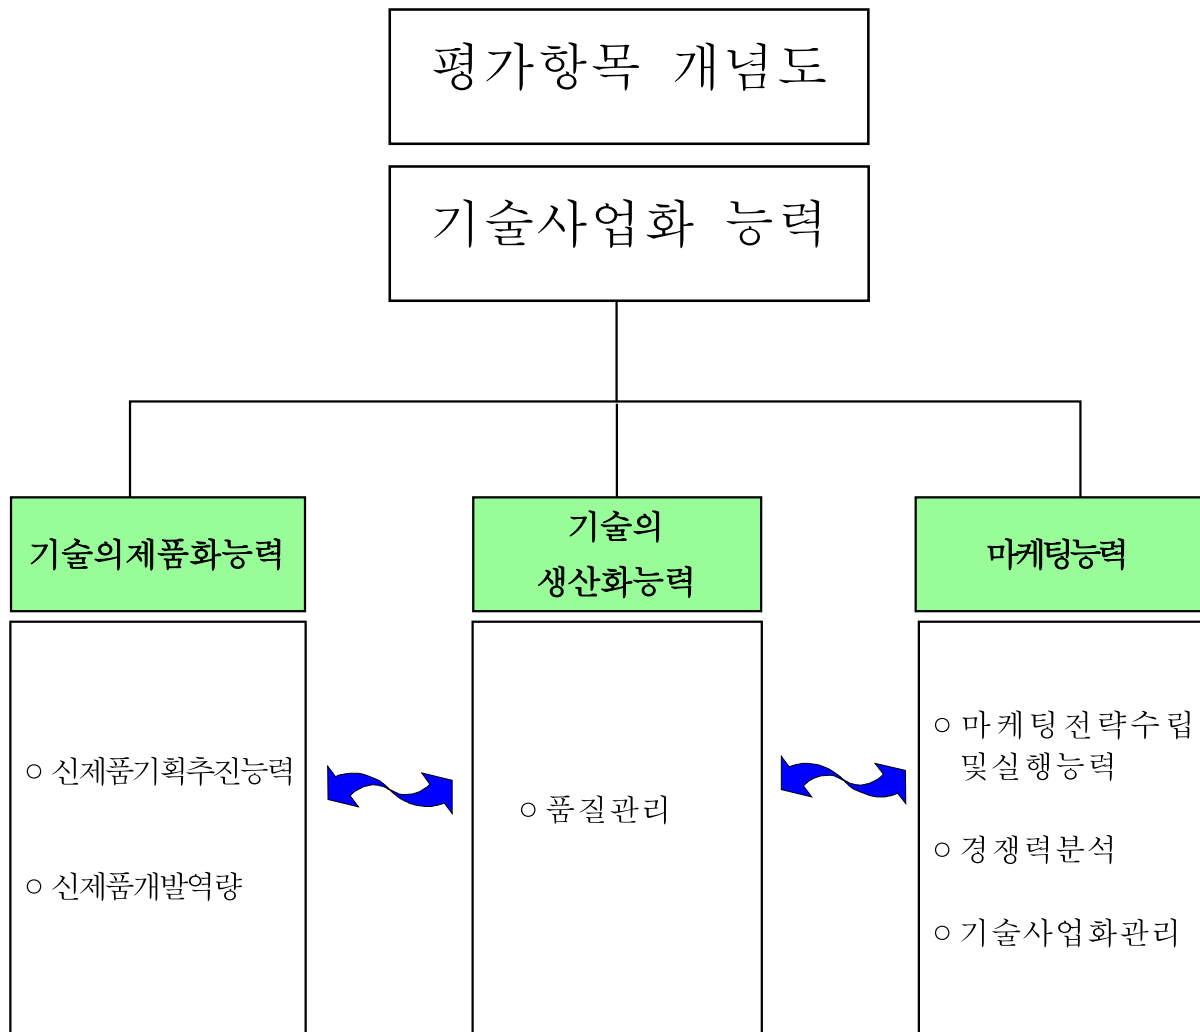 평가항목 개념도
기술사업화 능력
기술의제품화능력
기술의
생산화능력
마케팅능력
○ 신제품기획추진능력
○ 신제품개발역량
○ 품질관리
○ 마케팅전략수립
및실행능력
○ 경쟁력분석
○ 기술사업화관리